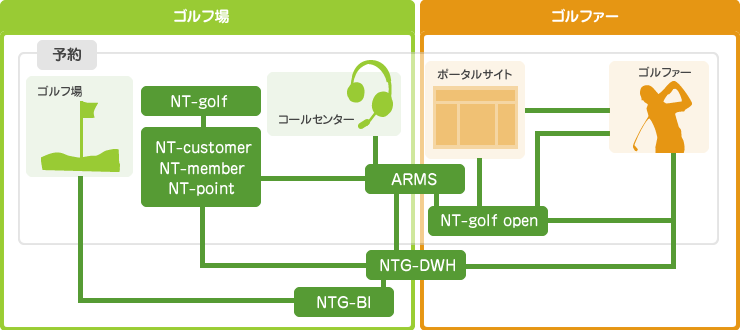 ゴルフ場
ゴルファー
予約
ゴルフ場
NT-golf
コールセンター
ポータルサイト
ゴルファー
NT-customer
NT-member
NT-point
ARMS
NT-golf open
NTG-DWH
NTG-BI